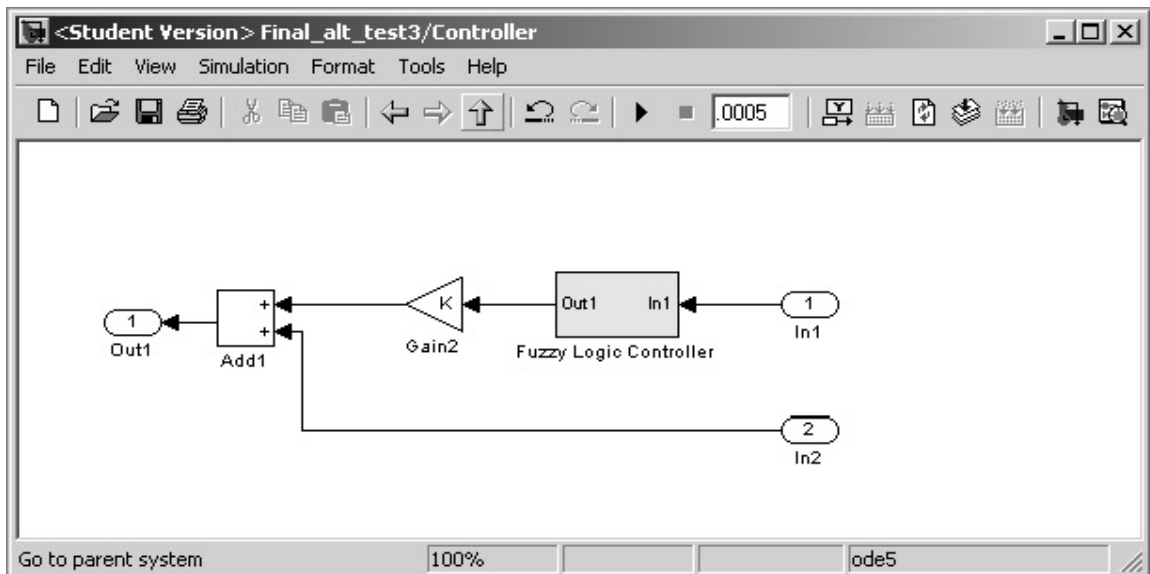 <Student Version> Final_alt_test3/Controller
File Edit View Simulation Format Tools Help
.0005
1
Out1
+
+
Add1
K
Gain2
Out1 In1
Fuzzy Logic Controller
1
In1
2
In2
Go to parent system 100% ode5